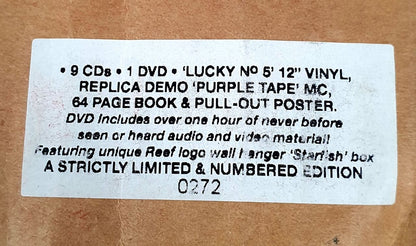 • 9 CDs • 1 DVD • 'LUCKY Nº 5' 12" VINYL,
REPLICA DEMO 'PURPLE TAPE' MC,
64 PAGE BOOK & PULL-OUT POSTER.
DVD Includes over one hour of never before
seen or heard audio and video material!
Featuring unique Reef logo wall hanger 'Starfish' box
A STRICTLY LIMITED & NUMBERED EDITION
0272